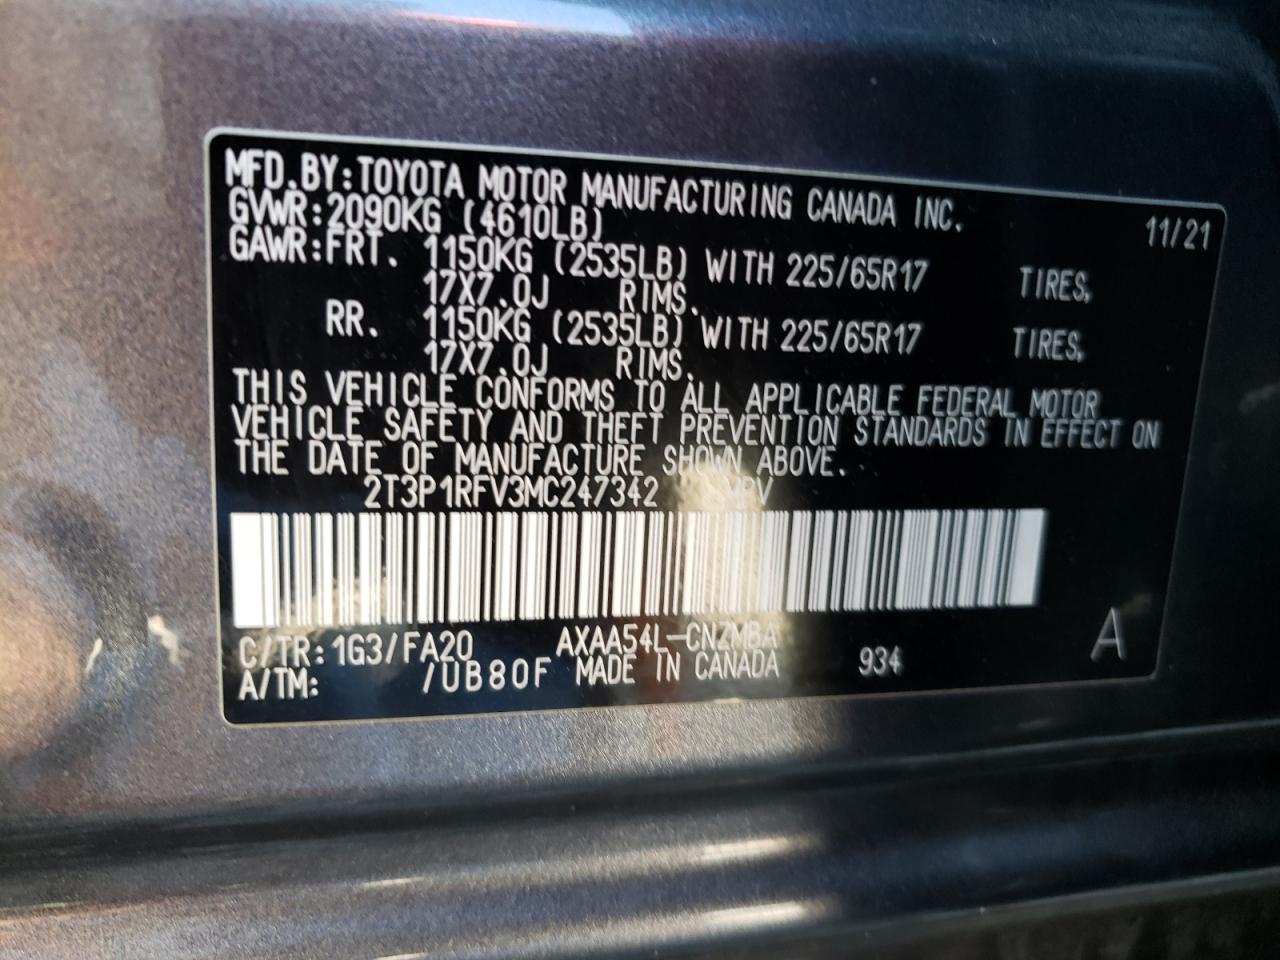 MFD.BY:TOYOTA MOTOR MANUFACTURING CANADA INC. 11/21
GVWR:2090KG (4610LB)
GAWR:FRT. 1150KG (2535LB) WITH 225/65R17 TIRES,
17X7.0J RIMS.
RR. 1150KG (2535LB) WITH 225/65R17 TIRES,
17X7.0J RIMS.
THIS VEHICLE CONFORMS TO ALL APPLICABLE FEDERAL MOTOR
VEHICLE SAFETY AND THEFT PREVENTION STANDARDS IN EFFECT ON
THE DATE OF MANUFACTURE SHOWN ABOVE.
2T3P1RFV3MC247342 MPV
C/TR:1G3/FA20 AXAA54L-CNZMBA
A/TM: /UB80F MADE IN CANADA 934 A